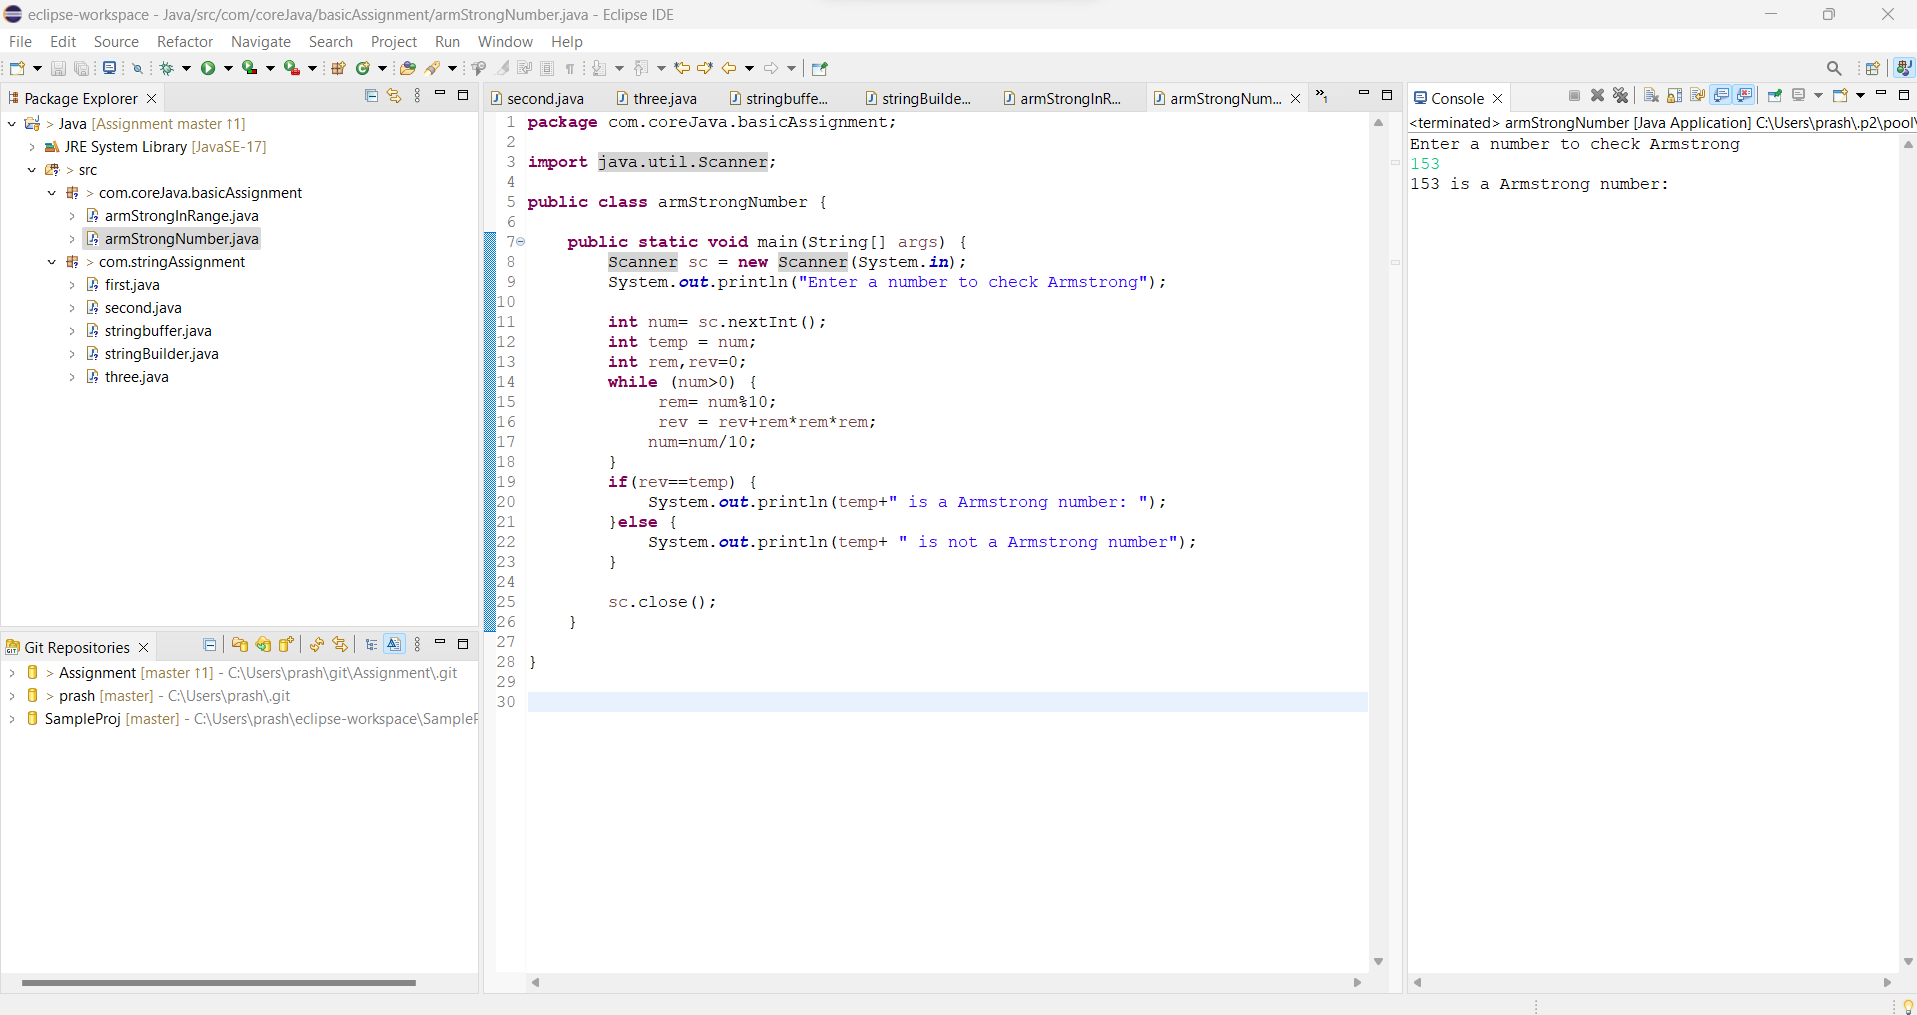 eclipse-workspace - Java/src/com/coreJava/basicAssignment/armStrongNumber.java - Eclipse IDE
File Edit Source Refactor Navigate Search Project Run Window Help
Package Explorer
> Java [Assignment master ↑1]
JRE System Library [JavaSE-17]
> src
> com.coreJava.basicAssignment
armStrongInRange.java
armStrongNumber.java
> com.stringAssignment
first.java
second.java
stringbuffer.java
stringBuilder.java
three.java
Git Repositories
> Assignment [master ↑1] - C:\Users\prash\git\Assignment\.git
> prash [master] - C:\Users\prash\.git
SampleProj [master] - C:\Users\prash\eclipse-workspace\SampleP
second.java three.java stringbuffe... stringBuilde... armStrongInR... armStrongNum... »1
1 package com.coreJava.basicAssignment;
2
3 import java.util.Scanner;
4
5 public class armStrongNumber {
6
7 public static void main(String[] args) {
8 Scanner sc = new Scanner(System.in);
9 System.out.println("Enter a number to check Armstrong");
10
11 int num= sc.nextInt();
12 int temp = num;
13 int rem,rev=0;
14 while (num>0) {
15 rem= num%10;
16 rev = rev+rem*rem*rem;
17 num=num/10;
18 }
19 if(rev==temp) {
20 System.out.println(temp+" is a Armstrong number: ");
21 }else {
22 System.out.println(temp+ " is not a Armstrong number");
23 }
24
25 sc.close();
26 }
27
28 }
29
30
Console
<terminated> armStrongNumber [Java Application] C:\Users\prash\.p2\pool\
Enter a number to check Armstrong
153
153 is a Armstrong number: